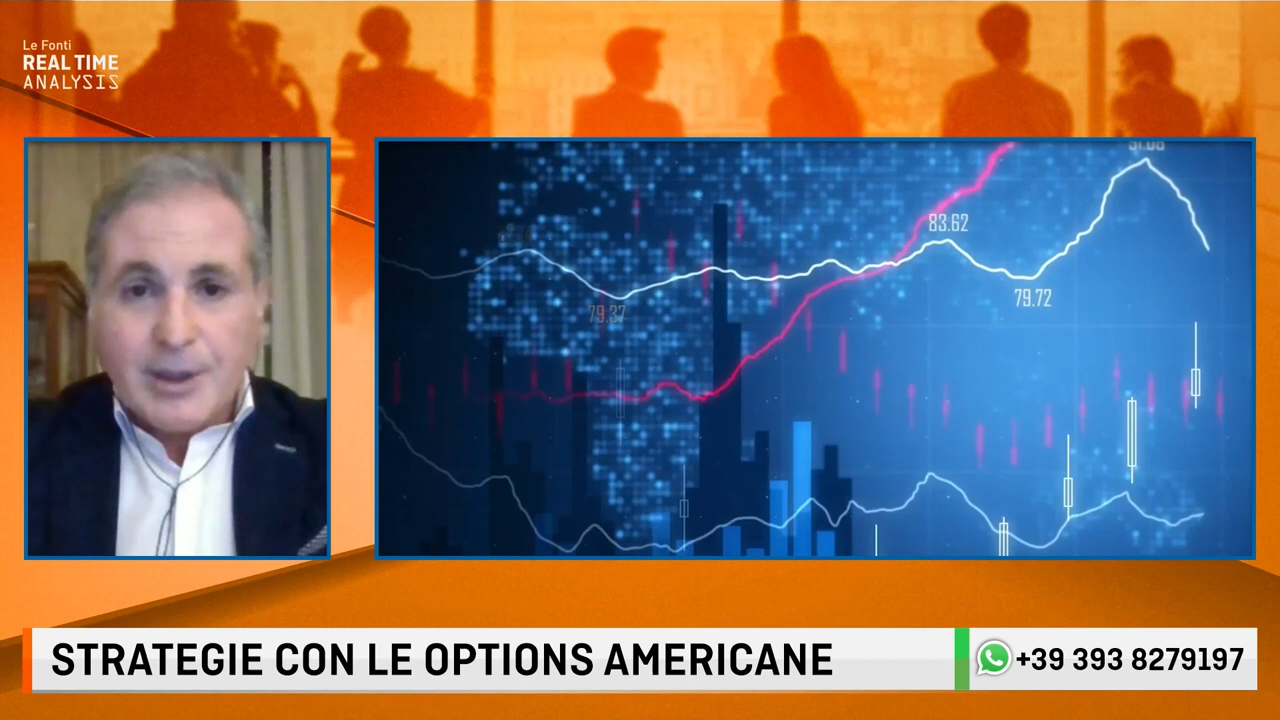 Le Fonti
REAL TIME
ANALYSIS
83.62
79.37
79.72
STRATEGIE CON LE OPTIONS AMERICANE
+39 393 8279197